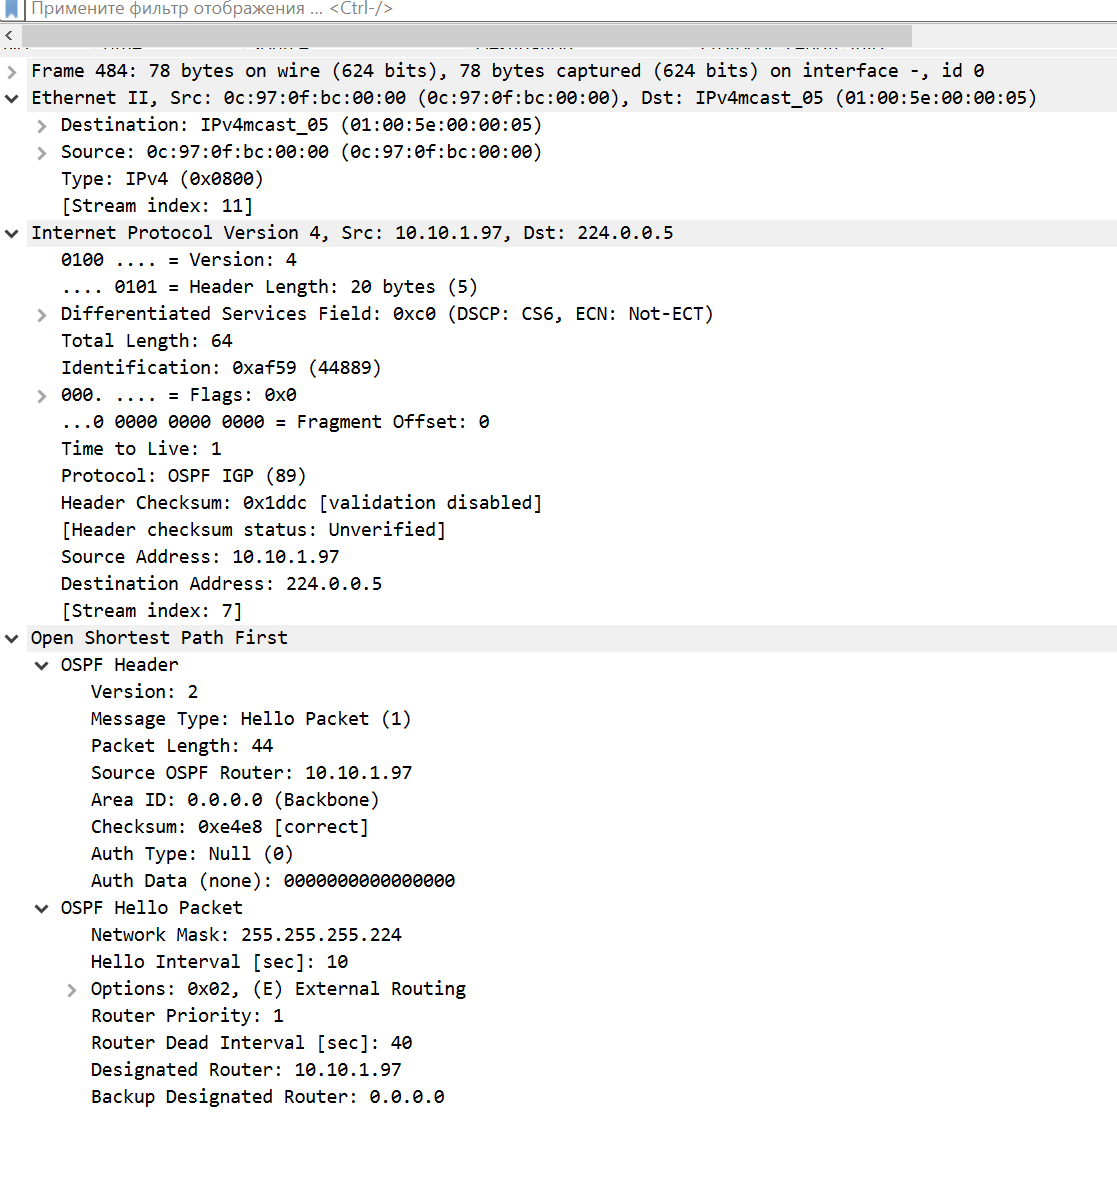 Примените фильтр отображения ... <Ctrl-/>
Frame 484: 78 bytes on wire (624 bits), 78 bytes captured (624 bits) on interface -, id 0
Ethernet II, Src: 0c:97:0f:bc:00:00 (0c:97:0f:bc:00:00), Dst: IPv4mcast_05 (01:00:5e:00:00:05)
Destination: IPv4mcast_05 (01:00:5e:00:00:05)
Source: 0c:97:0f:bc:00:00 (0c:97:0f:bc:00:00)
Type: IPv4 (0x0800)
[Stream index: 11]
Internet Protocol Version 4, Src: 10.10.1.97, Dst: 224.0.0.5
0100 .... = Version: 4
.... 0101 = Header Length: 20 bytes (5)
Differentiated Services Field: 0xc0 (DSCP: CS6, ECN: Not-ECT)
Total Length: 64
Identification: 0xaf59 (44889)
000. .... = Flags: 0x0
...0 0000 0000 0000 = Fragment Offset: 0
Time to Live: 1
Protocol: OSPF IGP (89)
Header Checksum: 0x1ddc [validation disabled]
[Header checksum status: Unverified]
Source Address: 10.10.1.97
Destination Address: 224.0.0.5
[Stream index: 7]
Open Shortest Path First
OSPF Header
Version: 2
Message Type: Hello Packet (1)
Packet Length: 44
Source OSPF Router: 10.10.1.97
Area ID: 0.0.0.0 (Backbone)
Checksum: 0xe4e8 [correct]
Auth Type: Null (0)
Auth Data (none): 0000000000000000
OSPF Hello Packet
Network Mask: 255.255.255.224
Hello Interval [sec]: 10
Options: 0x02, (E) External Routing
Router Priority: 1
Router Dead Interval [sec]: 40
Designated Router: 10.10.1.97
Backup Designated Router: 0.0.0.0